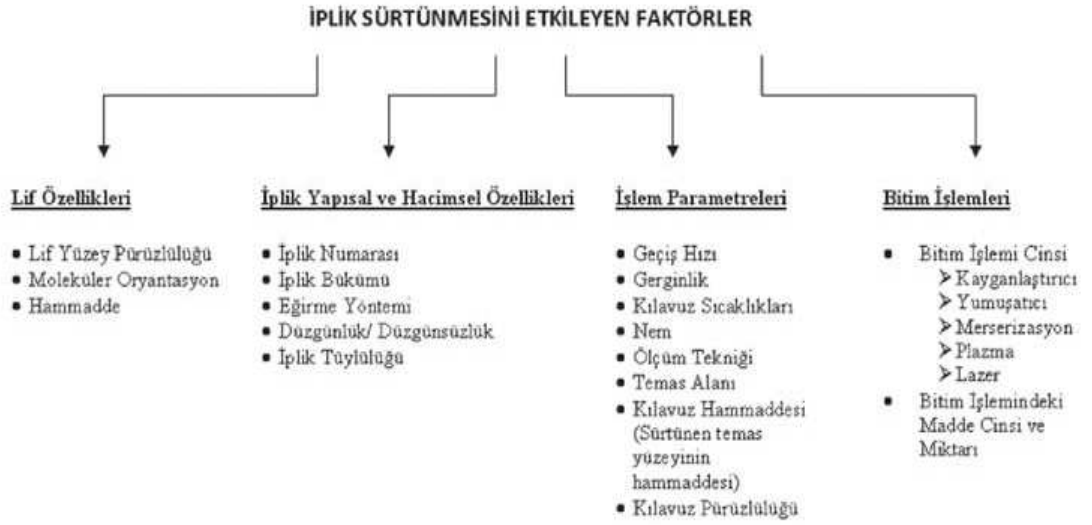 İPLİK SÜRTÜNMESİNİ ETKİLEYEN FAKTÖRLER
Lif Özellikleri
• Lif Yüzey Pürüzlülüğü
• Moleküler Oryantasyon
• Hammadde
İplik Yapısal ve Hacimsel Özellikleri
• İplik Numarası
• İplik Bükümü
• Eğirme Yöntemi
• Düzgünlük/ Düzgünsüzlük
• İplik Tüylülüğü
İşlem Parametreleri
• Geçiş Hızı
• Gerginlik
• Kılavuz Sıcaklıkları
• Nem
• Ölçüm Tekniği
• Temas Alanı
• Kılavuz Hammaddesi
(Sürtünen temas
yüzeyinin
hammaddesi)
• Kılavuz Pürüzlülüğü
Bitim İşlemleri
• Bitim İşlemi Cinsi
➤ Kayganlaştırıcı
➤ Yumuşatıcı
➤ Merserizasyon
➤ Plazma
➤ Lazer
• Bitim İşlemindeki
Madde Cinsi ve
Miktarı